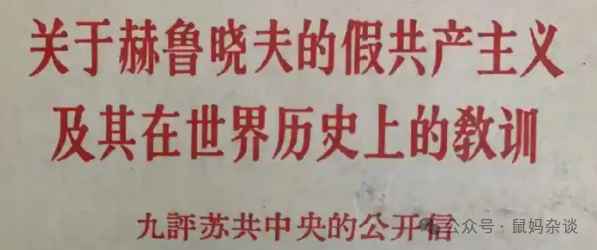 关于赫鲁晓夫的假共产主义
及其在世界历史上的教训
九評苏共中央的公开信
公众号·鼠妈杂谈